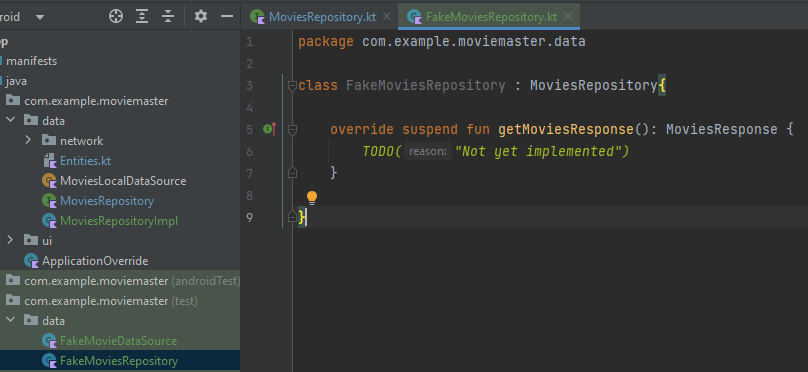 roid
MoviesRepository.kt
FakeMoviesRepository.kt
pp
manifests
java
com.example.moviemaster
data
network
Entities.kt
MoviesLocalDataSource
MoviesRepository
MoviesRepositoryImpl
ui
ApplicationOverride
com.example.moviemaster (androidTest)
com.example.moviemaster (test)
data
FakeMovieDataSource
FakeMoviesRepository
1 package com.example.moviemaster.data
2
3 class FakeMoviesRepository : MoviesRepository{
4
5 override suspend fun getMoviesResponse(): MoviesResponse {
6 TODO( reason: "Not yet implemented")
7 }
8
9 }